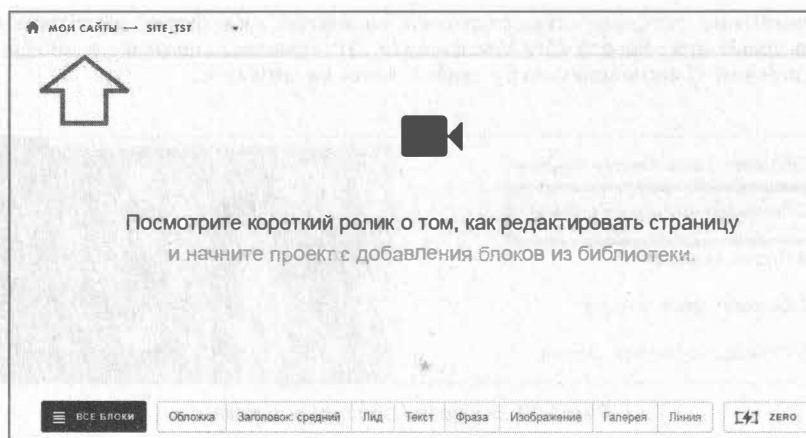 МОИ САЙТЫ ⟵ SITE_TST
Посмотрите короткий ролик о том, как редактировать страницу
и начните проект с добавления блоков из библиотеки.
ВСЕ БЛОКИ Обложка Заголовок: средний Лид Текст Фраза Изображение Галерея Линия ZERO